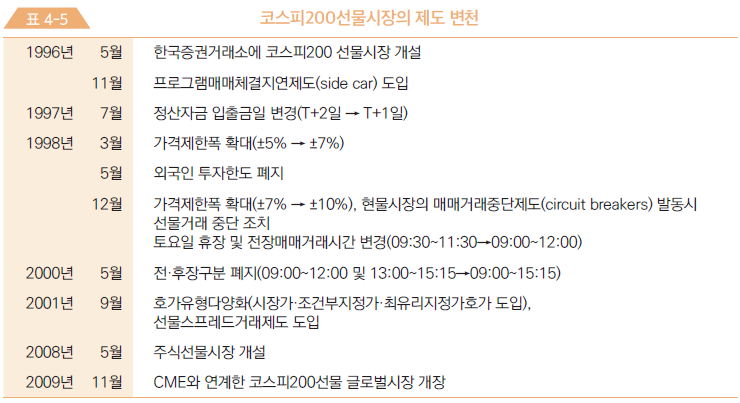 표 4-5 코스피200선물시장의 제도 변천
1996년 5월 한국증권거래소에 코스피200 선물시장 개설
11월 프로그램매매체결지연제도(side car) 도입
1997년 7월 정산자금 입출금일 변경(T+2일 → T+1일)
1998년 3월 가격제한폭 확대(±5% → ±7%)
5월 외국인 투자한도 폐지
12월 가격제한폭 확대(±7% → ±10%), 현물시장의 매매거래중단제도(circuit breakers) 발동시
선물거래 중단 조치
토요일 휴장 및 전장매매거래시간 변경(09:30~11:30→09:00~12:00)
2000년 5월 전·후장구분 폐지(09:00~12:00 및 13:00~15:15→09:00~15:15)
2001년 9월 호가유형다양화(시장가·조건부지정가·최유리지정가호가 도입),
선물스프레드거래제도 도입
2008년 5월 주식선물시장 개설
2009년 11월 CME와 연계한 코스피200선물 글로벌시장 개장